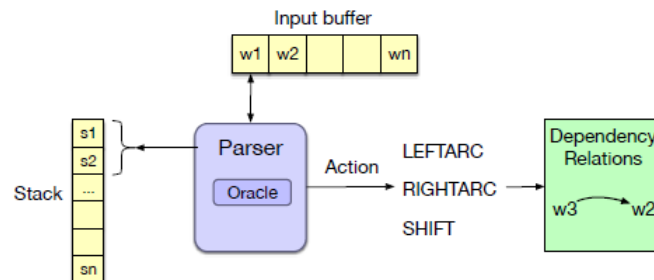 Input buffer
w1 w2 wn
s1
s2
...
sn
Stack
Parser
Oracle
Action
LEFTARC
RIGHTARC
SHIFT
Dependency
Relations
w3 w2